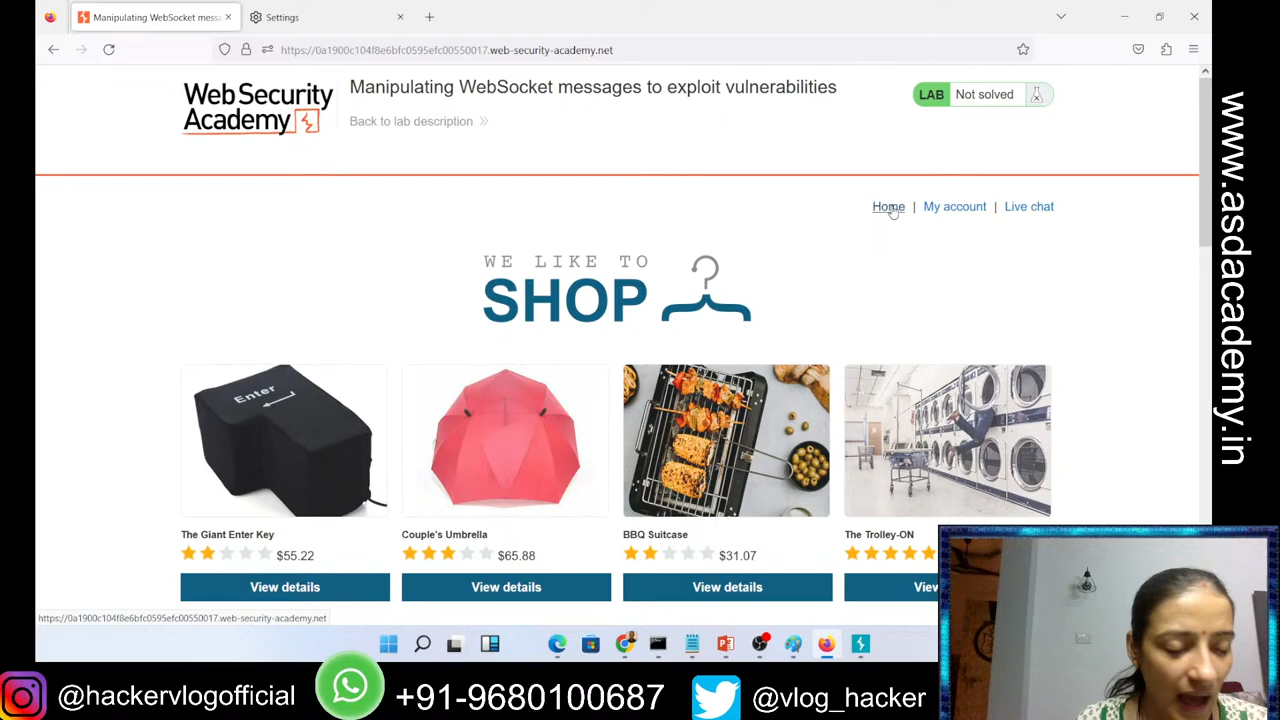 Manipulating WebSocket messa
Settings
https://0a1900c104f8e6bfc0595efc00550017.web-security-academy.net
Web Security
Academy
Manipulating WebSocket messages to exploit vulnerabilities
Back to lab description
LAB Not solved
Home | My account | Live chat
WE LIKE TO
SHOP
Enter
The Giant Enter Key
$55.22
View details
Couple's Umbrella
$65.88
View details
BBQ Suitcase
$31.07
View details
The Trolley-ON
View
https://0a1900c104f8e6bfc0595efc00550017.web-security-academy.net
www.asdacademy.in
@hackervlogofficial
+91-9680100687
@vlog_hacker